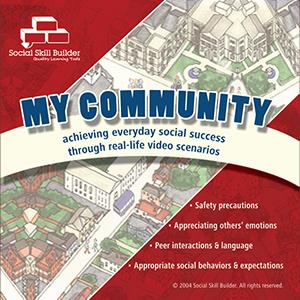 Social Skill Builder
Quality Learning Tools
MY COMMUNITY
achieving everyday social success
through real-life video scenarios
• Safety precautions
• Appreciating others' emotions
• Peer interactions & language
• Appropriate social behaviors & expectations
© 2004 Social Skill Builder. All rights reserved.